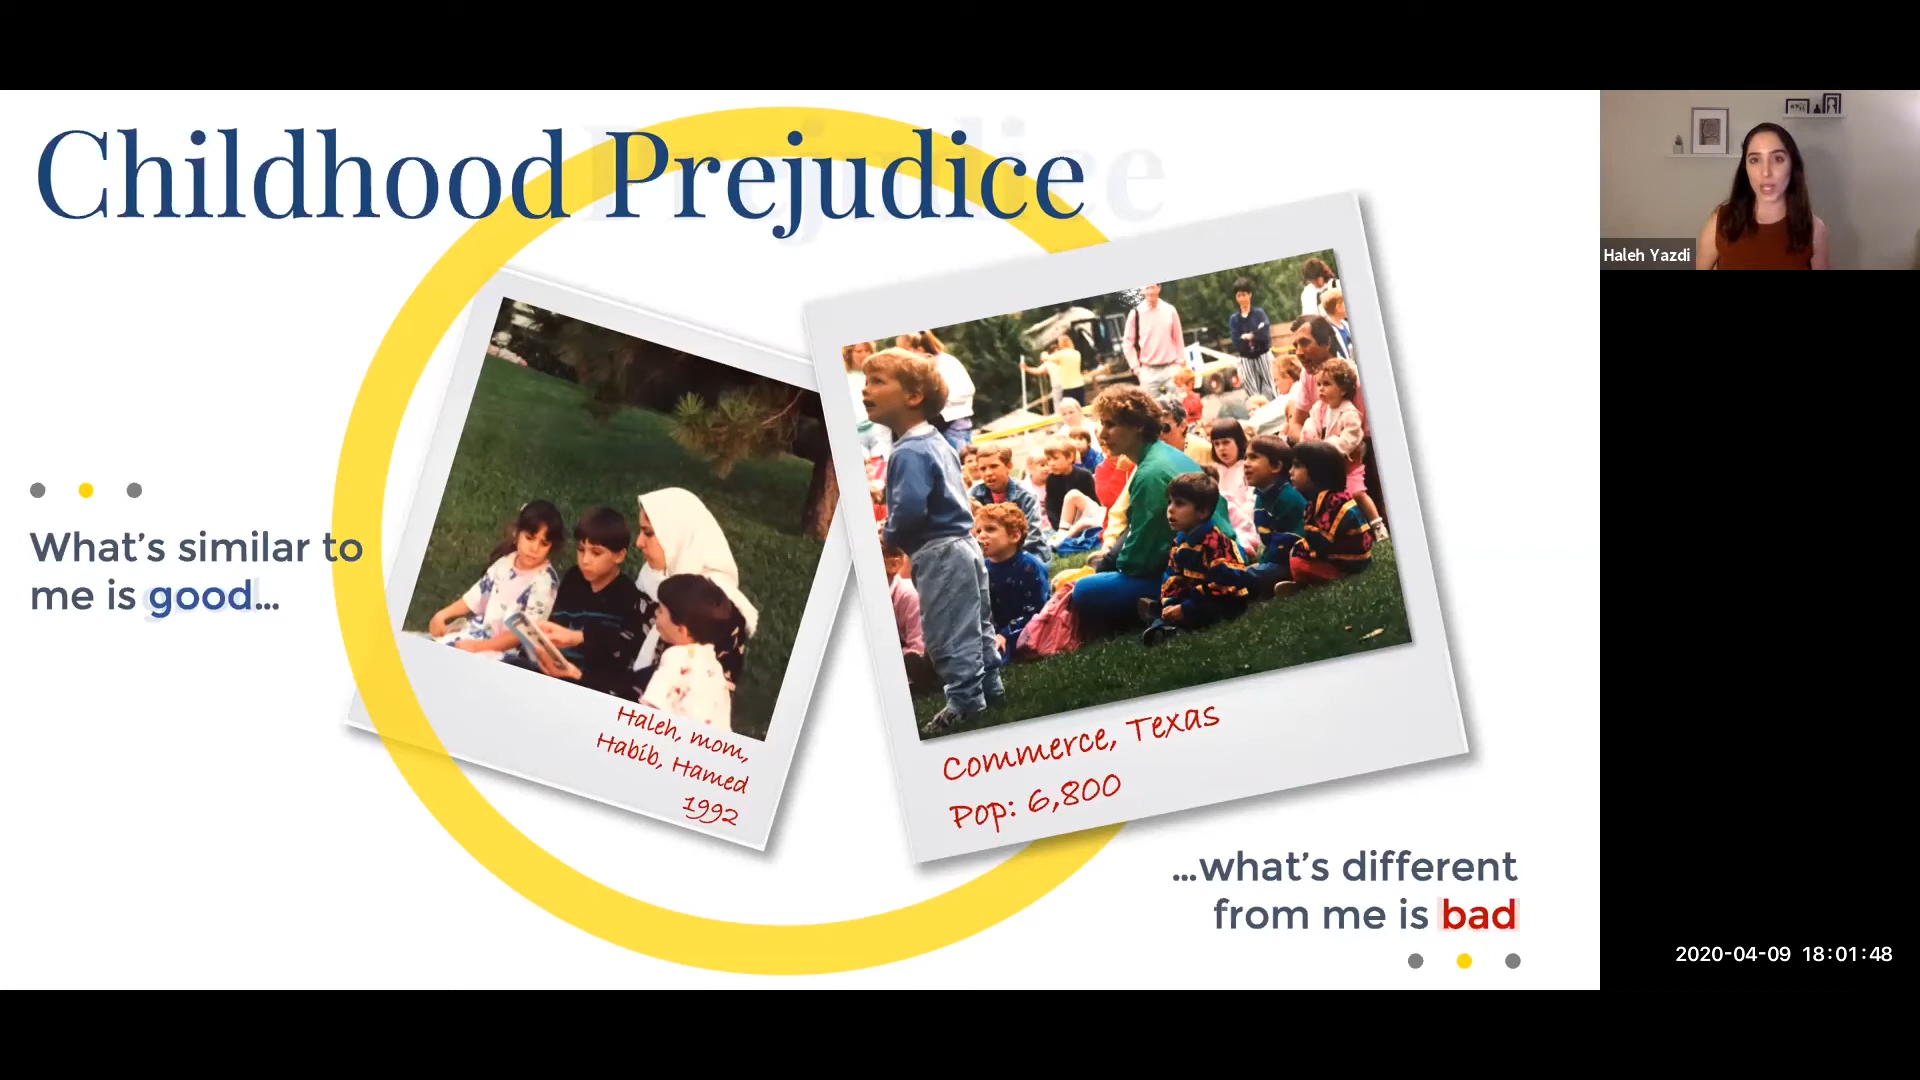 Childhood Prejudice
What's similar to
me is good...
Haleh, mom,
Habib, Hamed
1992
Commerce, Texas
Pop: 6,800
...what's different
from me is bad
Haleh Yazdi
2020-04-09 18:01:48